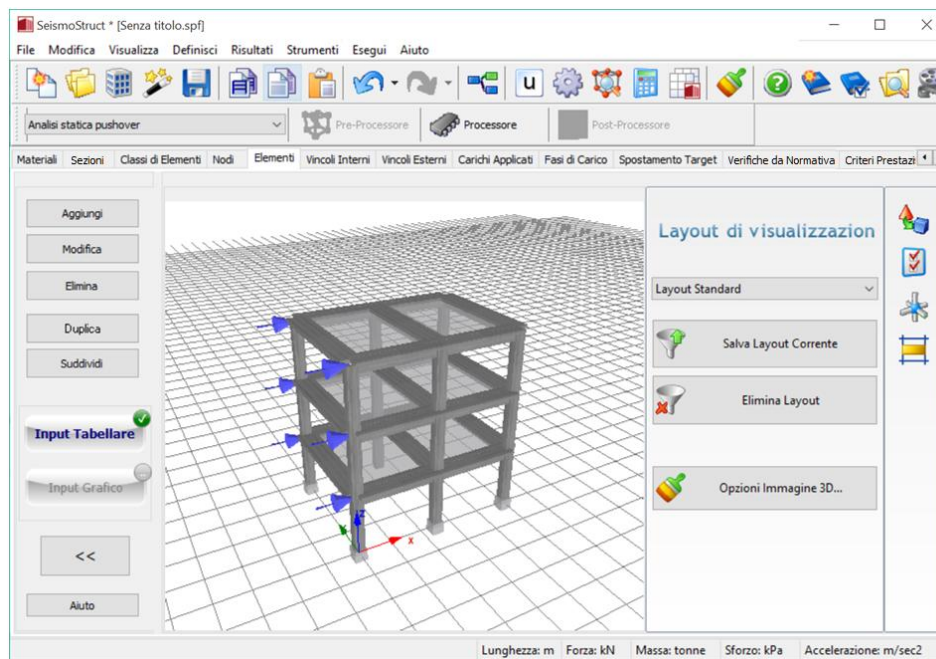 SeismoStruct * [Senza titolo.spf]
File Modifica Visualizza Definisci Risultati Strumenti Esegui Aiuto
u
Analisi statica pushover Pre-Processore Processore Post-Processore
Materiali Sezioni Classi di Elementi Nodi Elementi Vincoli Interni Vincoli Esterni Carichi Applicati Fasi di Carico Spostamento Target Verifiche da Normativa Criteri Prestazi
Aggiungi
Modifica
Elimina
Duplica
Suddividi
Input Tabellare
Input Grafico
<<
Aiuto
z
x
Layout di visualizzazion
Layout Standard
Salva Layout Corrente
Elimina Layout
Opzioni Immagine 3D...
Lunghezza: m Forza: kN Massa: tonne Sforzo: kPa Accelerazione: m/sec2